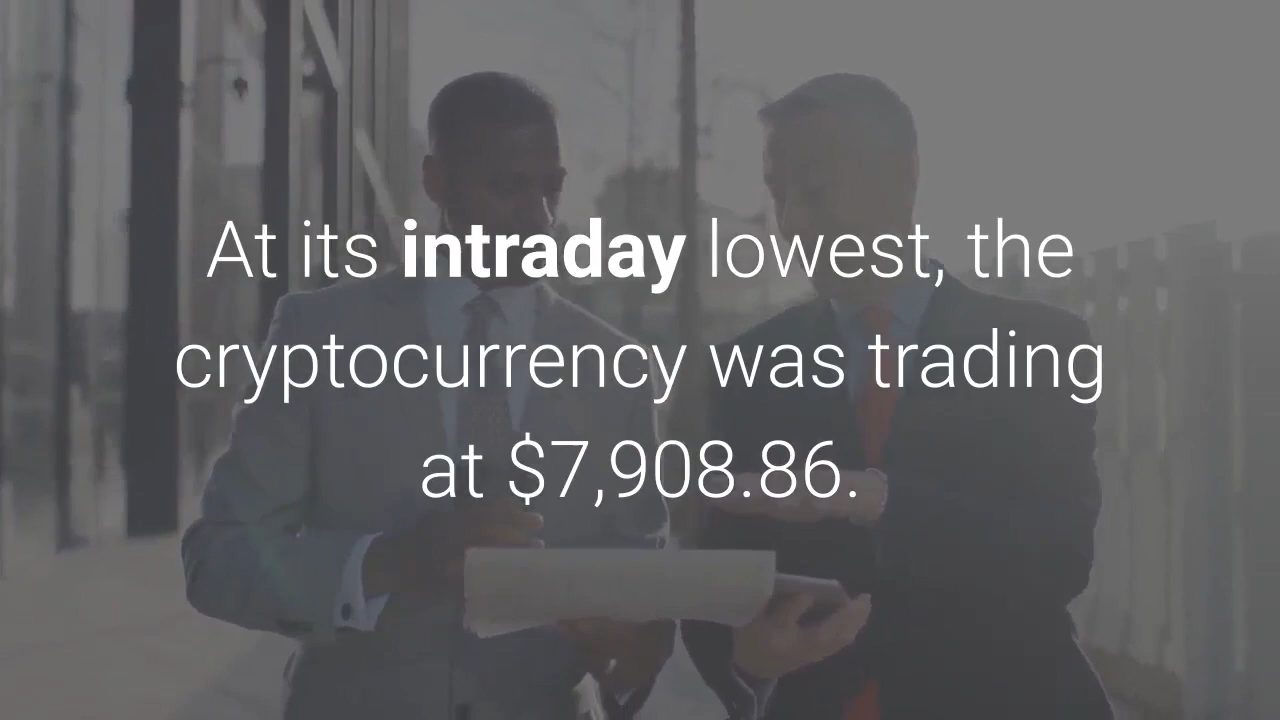 At its intraday lowest, the
cryptocurrency was trading
at $7,908.86.